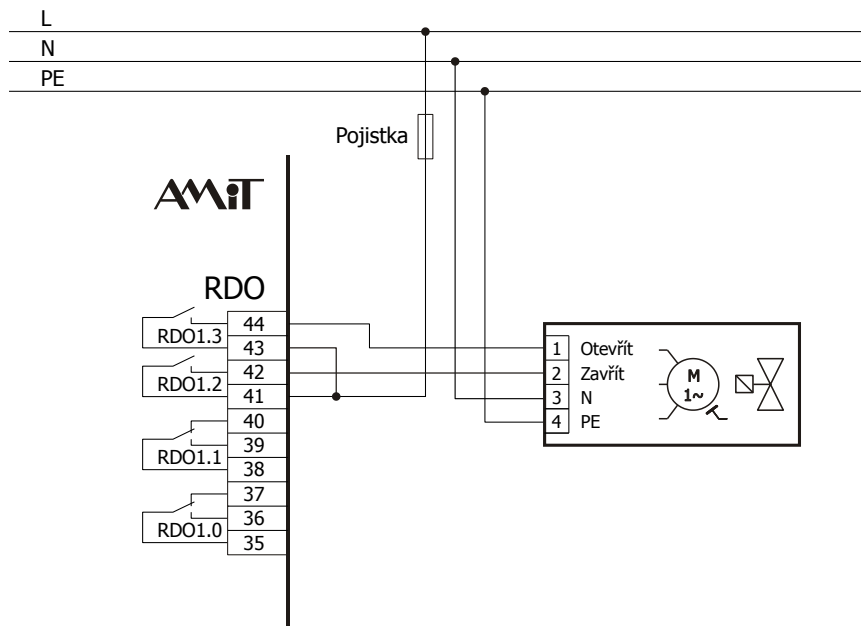 L
N
PE
Pojistka
AMiT
RDO
44
RDO1.3
43
42
RDO1.2
41
40
RDO1.1
39
38
37
36
RDO1.0
35
1 Otevřít
2 Zavřít
3 N
4 PE
M
1~